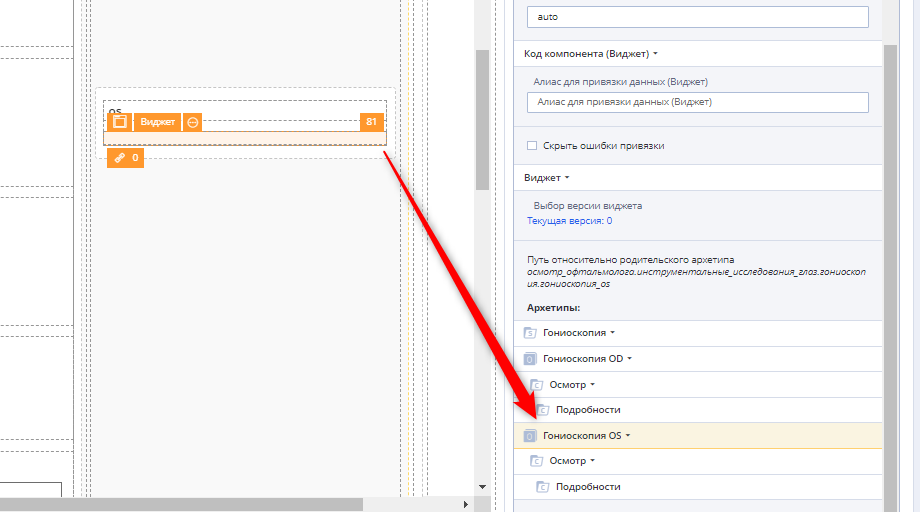 os
Виджет
81
0
auto
Код компонента (Виджет)
Алиас для привязки данных (Виджет)
Алиас для привязки данных (Виджет)
Скрыть ошибки привязки
Виджет
Выбор версии виджета
Текущая версия: 0
Путь относительно родительского архетипа
осмотр_офтальмолога.инструментальные_исследования_глаз.гониоскоп
ия.гониоскопия_os
Архетипы:
S Гониоскопия
O Гониоскопия OD
C Осмотр
C Подробности
O Гониоскопия OS
C Осмотр
C Подробности